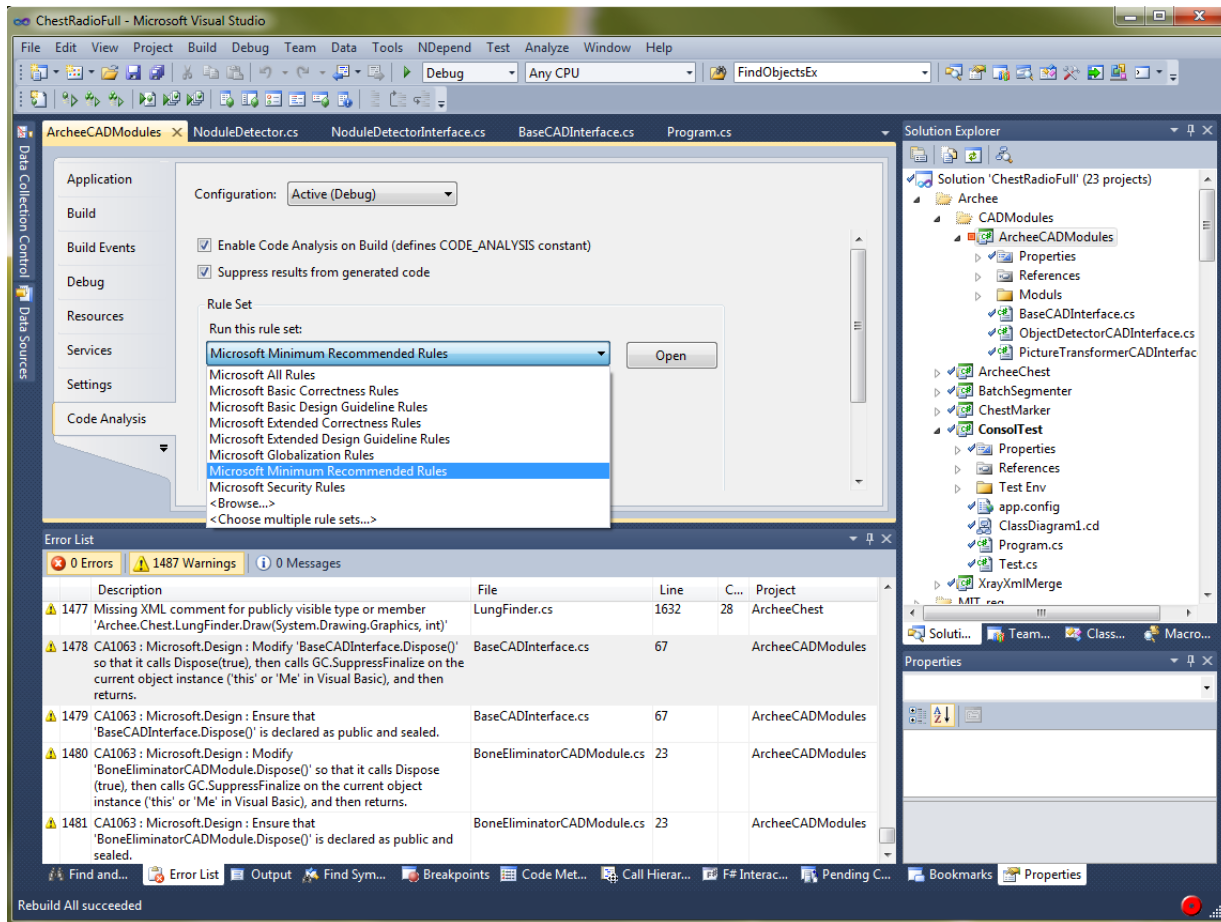 ChestRadioFull - Microsoft Visual Studio
File Edit View Project Build Debug Team Data Tools NDepend Test Analyze Window Help
Debug Any CPU FindObjectsEx
ArcheeCADModules NoduleDetector.cs NoduleDetectorInterface.cs BaseCADInterface.cs Program.cs
Data Collection Control
Data Sources
Application
Build
Build Events
Debug
Resources
Services
Settings
Code Analysis
Configuration: Active (Debug)
Enable Code Analysis on Build (defines CODE_ANALYSIS constant)
Suppress results from generated code
Rule Set
Run this rule set:
Microsoft Minimum Recommended Rules
Open
Microsoft All Rules
Microsoft Basic Correctness Rules
Microsoft Basic Design Guideline Rules
Microsoft Extended Correctness Rules
Microsoft Extended Design Guideline Rules
Microsoft Globalization Rules
Microsoft Minimum Recommended Rules
Microsoft Security Rules
<Browse...>
<Choose multiple rule sets...>
Solution Explorer
Solution 'ChestRadioFull' (23 projects)
Archee
CADModules
ArcheeCADModules
Properties
References
Moduls
BaseCADInterface.cs
ObjectDetectorCADInterface.cs
PictureTransformerCADInterfac
ArcheeChest
BatchSegmenter
ChestMarker
ConsolTest
Properties
References
Test Env
app.config
ClassDiagram1.cd
Program.cs
Test.cs
XrayXmlMerge
MIT_reg
Soluti... Team... Class... Macro...
Properties
Error List
0 Errors 1487 Warnings 0 Messages
Description File Line C... Project
1477 Missing XML comment for publicly visible type or member LungFinder.cs 1632 28 ArcheeChest
'Archee.Chest.LungFinder.Draw(System.Drawing.Graphics, int)'
1478 CA1063 : Microsoft.Design : Modify 'BaseCADInterface.Dispose()' BaseCADInterface.cs 67 ArcheeCADModules
so that it calls Dispose(true), then calls GC.SuppressFinalize on the
current object instance ('this' or 'Me' in Visual Basic), and then
returns.
1479 CA1063 : Microsoft.Design : Ensure that BaseCADInterface.cs 67 ArcheeCADModules
'BaseCADInterface.Dispose()' is declared as public and sealed.
1480 CA1063 : Microsoft.Design : Modify BoneEliminatorCADModule.cs 23 ArcheeCADModules
'BoneEliminatorCADModule.Dispose()' so that it calls Dispose
(true), then calls GC.SuppressFinalize on the current object
instance ('this' or 'Me' in Visual Basic), and then returns.
1481 CA1063 : Microsoft.Design : Ensure that BoneEliminatorCADModule.cs 23 ArcheeCADModules
'BoneEliminatorCADModule.Dispose()' is declared as public and
sealed.
Find and... Error List Output Find Sym... Breakpoints Code Met... Call Hierar... F# Interac... Pending C... Bookmarks Properties
Rebuild All succeeded